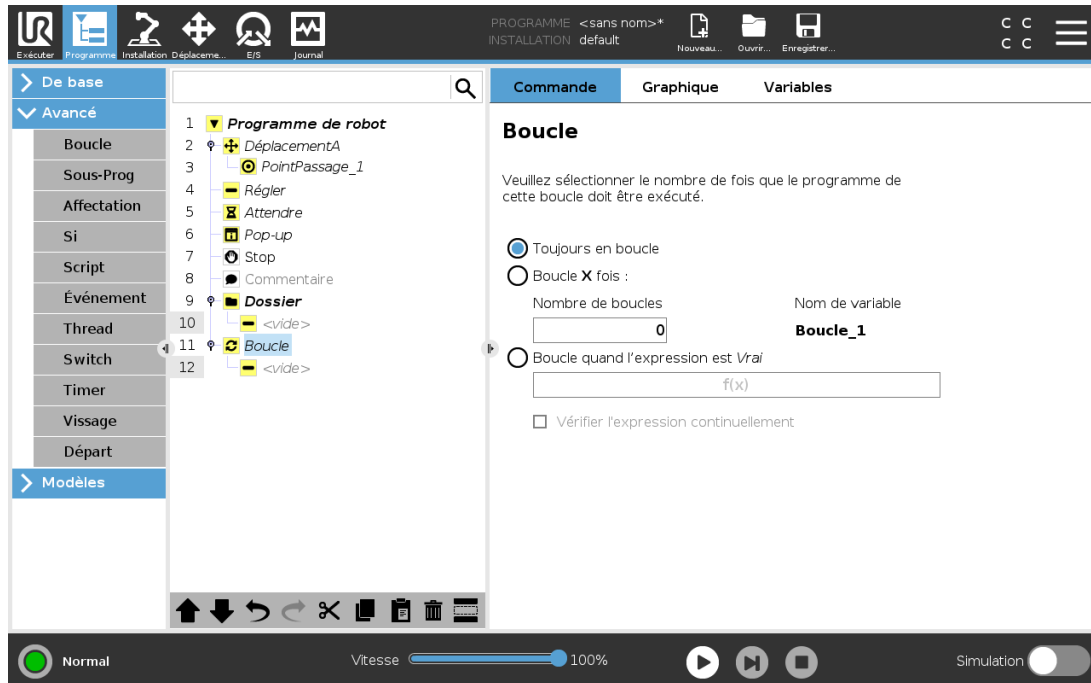 PROGRAMME <sans nom>*
INSTALLATION default
UR
Exécuter
Programme
Installation
Déplaceme...
E/S
Journal
Nouveau...
Ouvrir...
Enregistrer...
C C
C C
De base
Avancé
Boucle
Sous-Prog
Affectation
Si
Script
Événement
Thread
Switch
Timer
Vissage
Départ
Modèles
1 Programme de robot
2 DéplacementA
3 PointPassage_1
4 Régler
5 Attendre
6 Pop-up
7 Stop
8 Commentaire
9 Dossier
10 <vide>
11 Boucle
12 <vide>
Commande Graphique Variables
Boucle
Veuillez sélectionner le nombre de fois que le programme de
cette boucle doit être exécuté.
Toujours en boucle
Boucle X fois :
Nombre de boucles Nom de variable
0 Boucle_1
Boucle quand l'expression est Vrai
f(x)
Vérifier l'expression continuellement
Normal
Vitesse 100%
Simulation